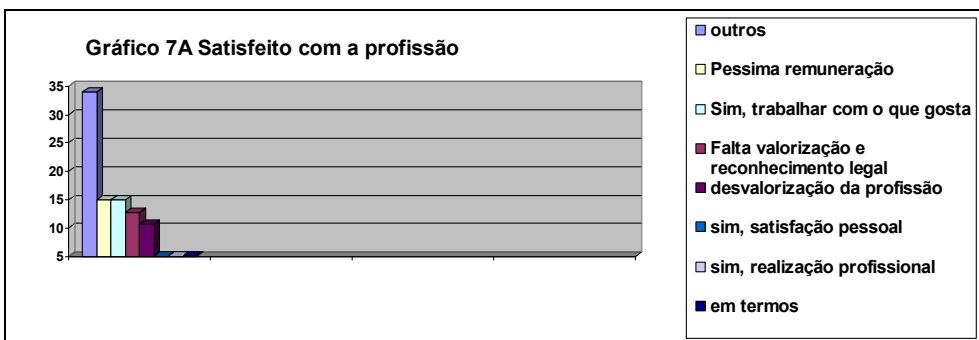 Gráfico 7A Satisfeito com a profissão
35
30
25
20
15
10
5
outros
Pessima remuneração
Sim, trabalhar com o que gosta
Falta valorização e
reconhecimento legal
desvalorização da profissão
sim, satisfação pessoal
sim, realização profissional
em termos